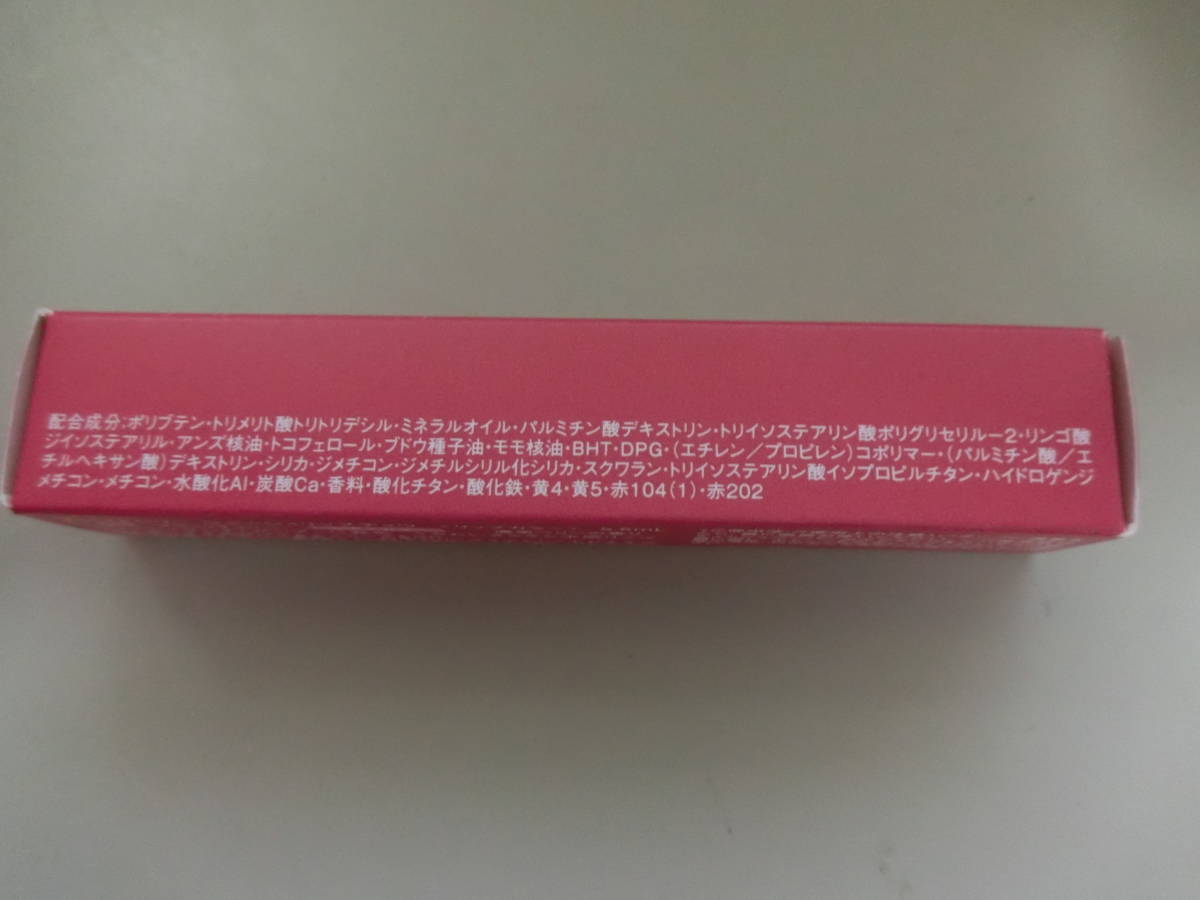 配合成分:ポリブテン・トリメリト酸トリトリデシル・ミネラルオイル・パルミチン酸デキストリン・トリイソステアリン酸ポリグリセリル－2・リンゴ酸
ジイソステアリル・アンズ核油・トコフェロール・ブドウ種子油・モモ核油・BHT・DPG・(エチレン／プロピレン)コポリマー・(パルミチン酸／エ
チルヘキサン酸)デキストリン・シリカ・ジメチコン・ジメチルシリル化シリカ・スクワラン・トリイソステアリン酸イソプロピルチタン・ハイドロゲンジ
メチコン・メチコン・水酸化Al・炭酸Ca・香料・酸化チタン・酸化鉄・黄4・黄5・赤104(1)・赤202